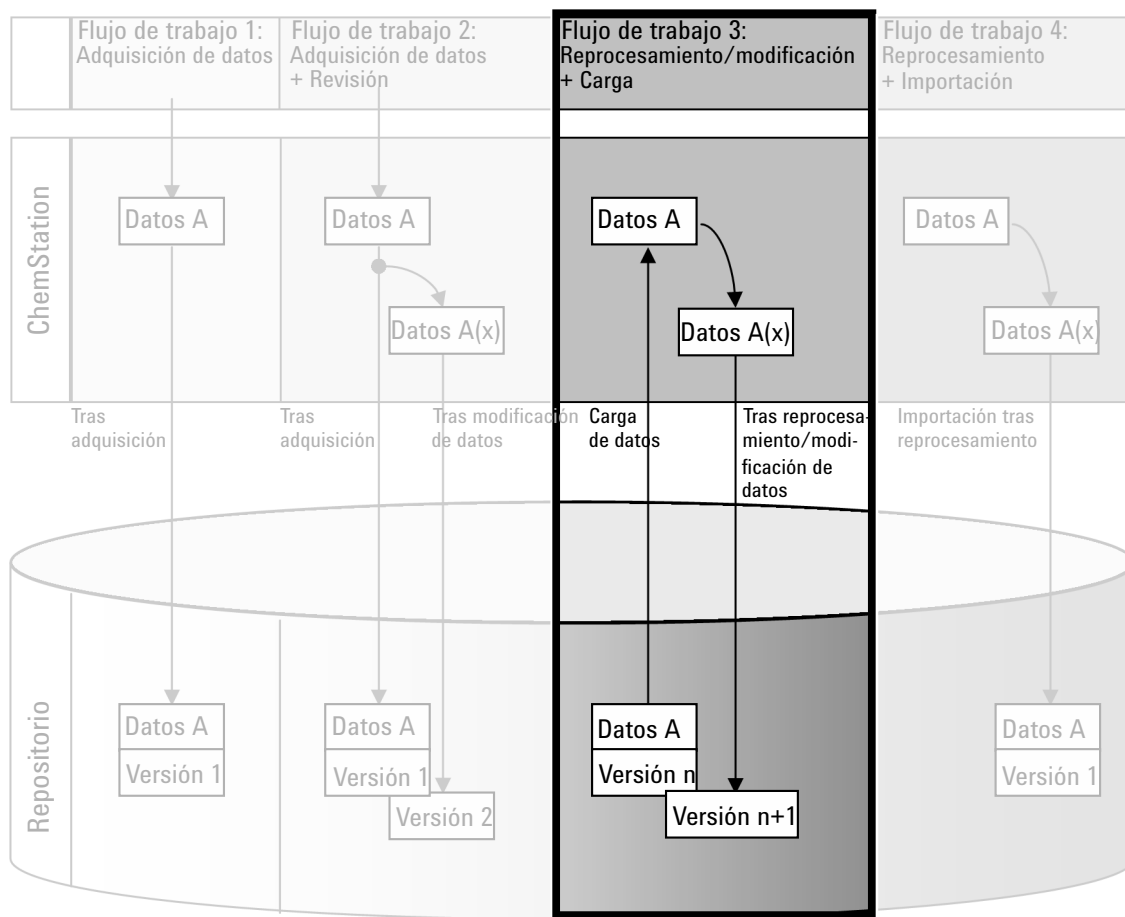 Flujo de trabajo 1:
Adquisición de datos
Flujo de trabajo 2:
Adquisición de datos
+ Revisión
Flujo de trabajo 3:
Reprocesamiento/modificación
+ Carga
Flujo de trabajo 4:
Reprocesamiento
+ Importación
ChemStation
Datos A
Datos A
Datos A(x)
Datos A
Datos A(x)
Datos A
Datos A(x)
Tras
adquisición
Tras
adquisición
Tras modificación
de datos
Carga
de datos
Tras reprocesa-
miento/modi-
ficación de
datos
Importación tras
reprocesamiento
Repositorio
Datos A
Versión 1
Datos A
Versión 1
Versión 2
Datos A
Versión n
Versión n+1
Datos A
Versión 1